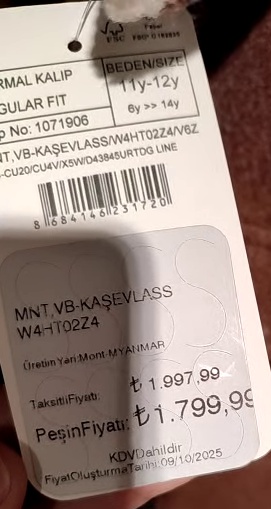 FSC
RMAL KALIP
GULAR FIT
p No: 1071906
BEDEN/SIZE
11y-12y
6y >> 14y
NT,VB-KAŞEVLASS/W4HT02Z4/V6Z
-CU20/CU4V/X5W/D43845URTDG LINE
8 684146 231720
MNT,VB-KAŞEVLASS
W4HT02Z4
Üretim Yeri:Mont-MYANMAR
TaksitliFiyatı: ₺ 1.997,99
PeşinFiyatı: ₺1.799,99
KDVDahildir
FiyatOluşturmaTarihi:09/10/2025